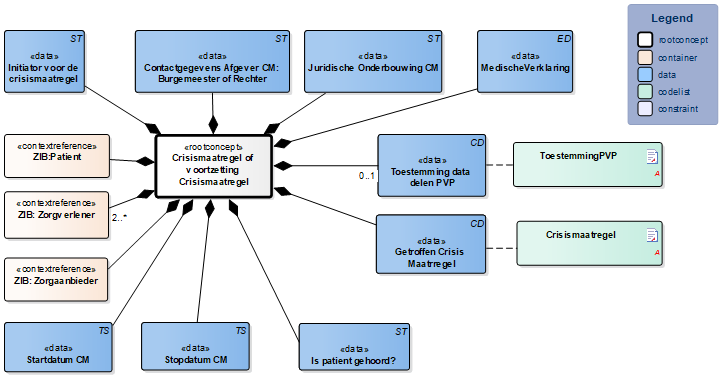 ST
«data»
Initiator voor de
crisismaatregel
ST
«data»
Contactgegevens Afgever CM:
Burgemeester of Rechter
ST
«data»
Juridische Onderbouwing CM
ED
«data»
MedischeVerklaring
Legend
rootconcept
container
data
codelist
constraint
«contextreference»
ZIB:Patient
«rootconcept»
Crisismaatregel of
voortzetting
Crisismaatregel
CD
«data»
Toestemming data
delen PVP
0..1
ToestemmingPVP
A
«contextreference»
ZIB: Zorgverlener
2..*
CD
«data»
Getroffen Crisis
Maatrregel
Crisismaatregel
A
«contextreference»
ZIB: Zorgaanbieder
TS
«data»
Startdatum CM
TS
«data»
Stopdatum CM
ST
«data»
Is patient gehoord?